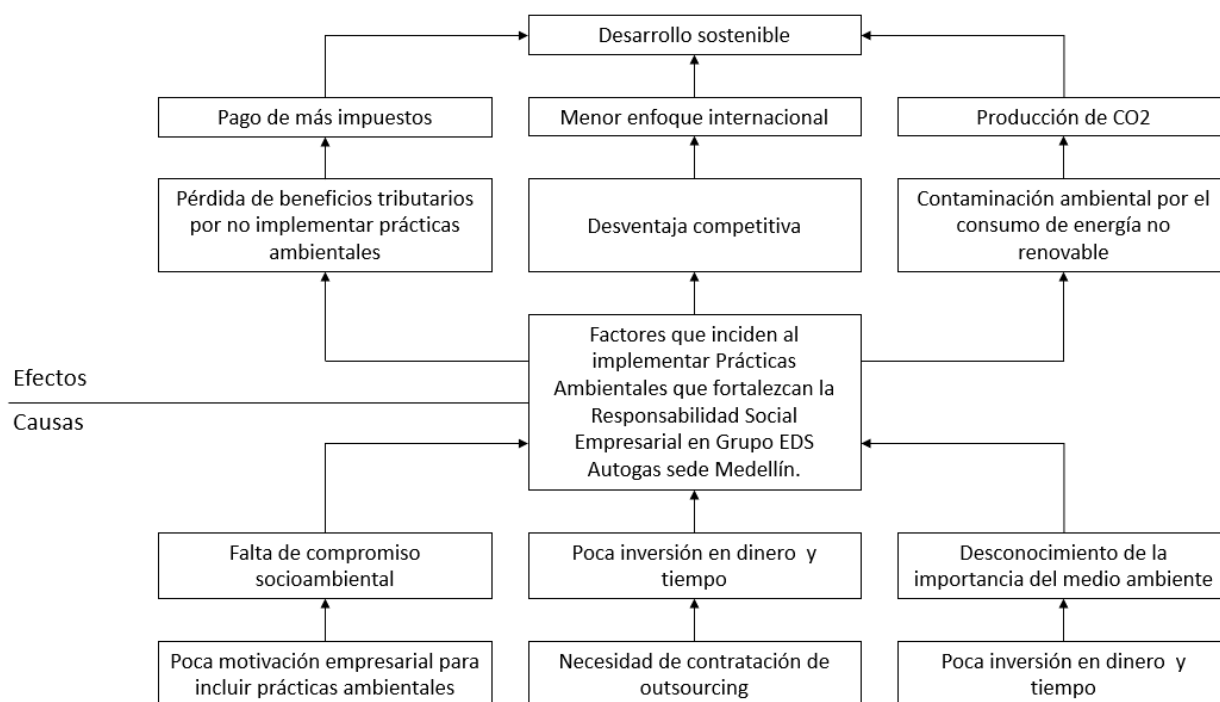 Desarrollo sostenible
Pago de más impuestos
Menor enfoque internacional
Producción de CO2
Pérdida de beneficios tributarios
por no implementar prácticas
ambientales
Desventaja competitiva
Contaminación ambiental por el
consumo de energía no
renovable
Factores que inciden al
implementar Prácticas
Ambientales que fortalezcan la
Responsabilidad Social
Empresarial en Grupo EDS
Autogas sede Medellín.
Efectos
Causas
Falta de compromiso
socioambiental
Poca inversión en dinero y
tiempo
Desconocimiento de la
importancia del medio ambiente
Poca motivación empresarial para
incluir prácticas ambientales
Necesidad de contratación de
outsourcing
Poca inversión en dinero y
tiempo